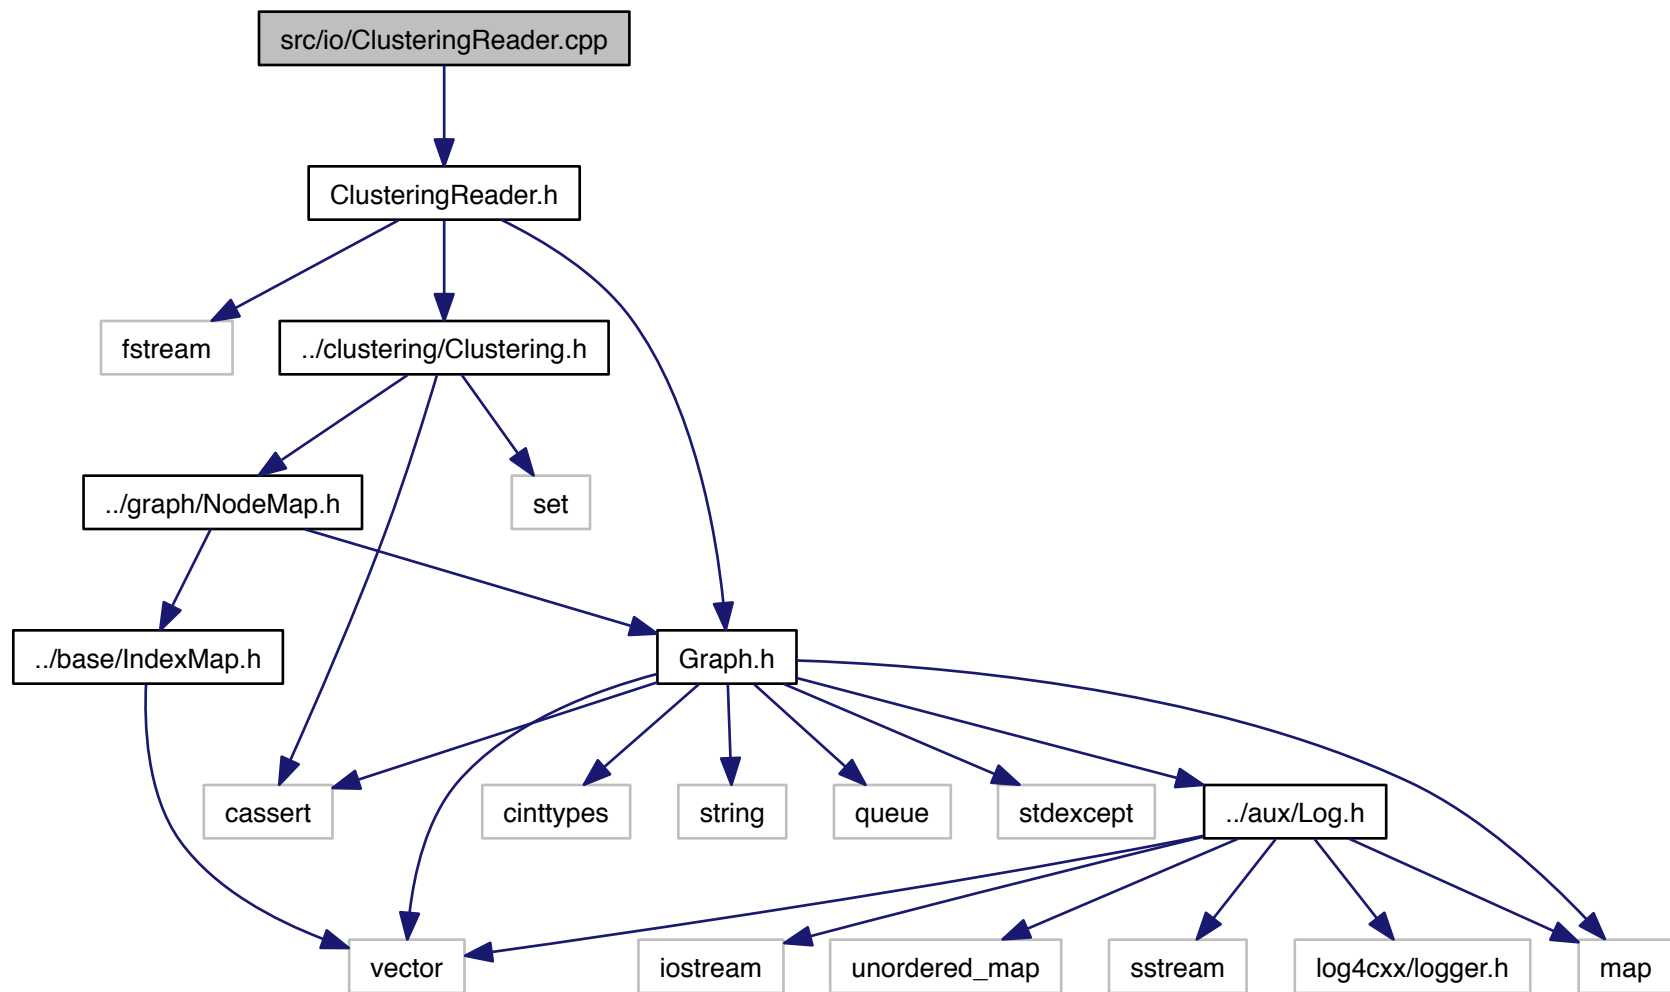 src/io/ClusteringReader.cpp
ClusteringReader.h
fstream
../clustering/Clustering.h
../graph/NodeMap.h
set
../base/IndexMap.h
Graph.h
cassert
cinttypes
string
queue
stdexcept
../aux/Log.h
vector
iostream
unordered_map
sstream
log4cxx/logger.h
map